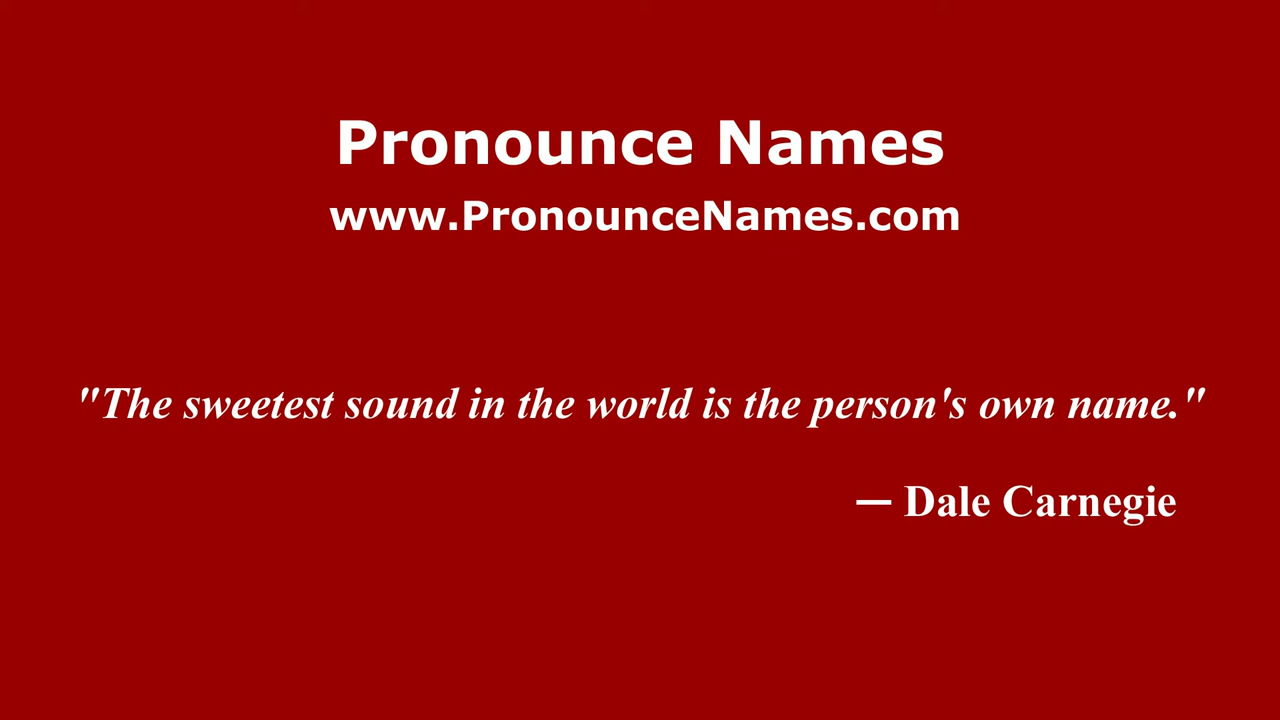 Pronounce Names
www.PronounceNames.com
"The sweetest sound in the world is the person's own name."
— Dale Carnegie